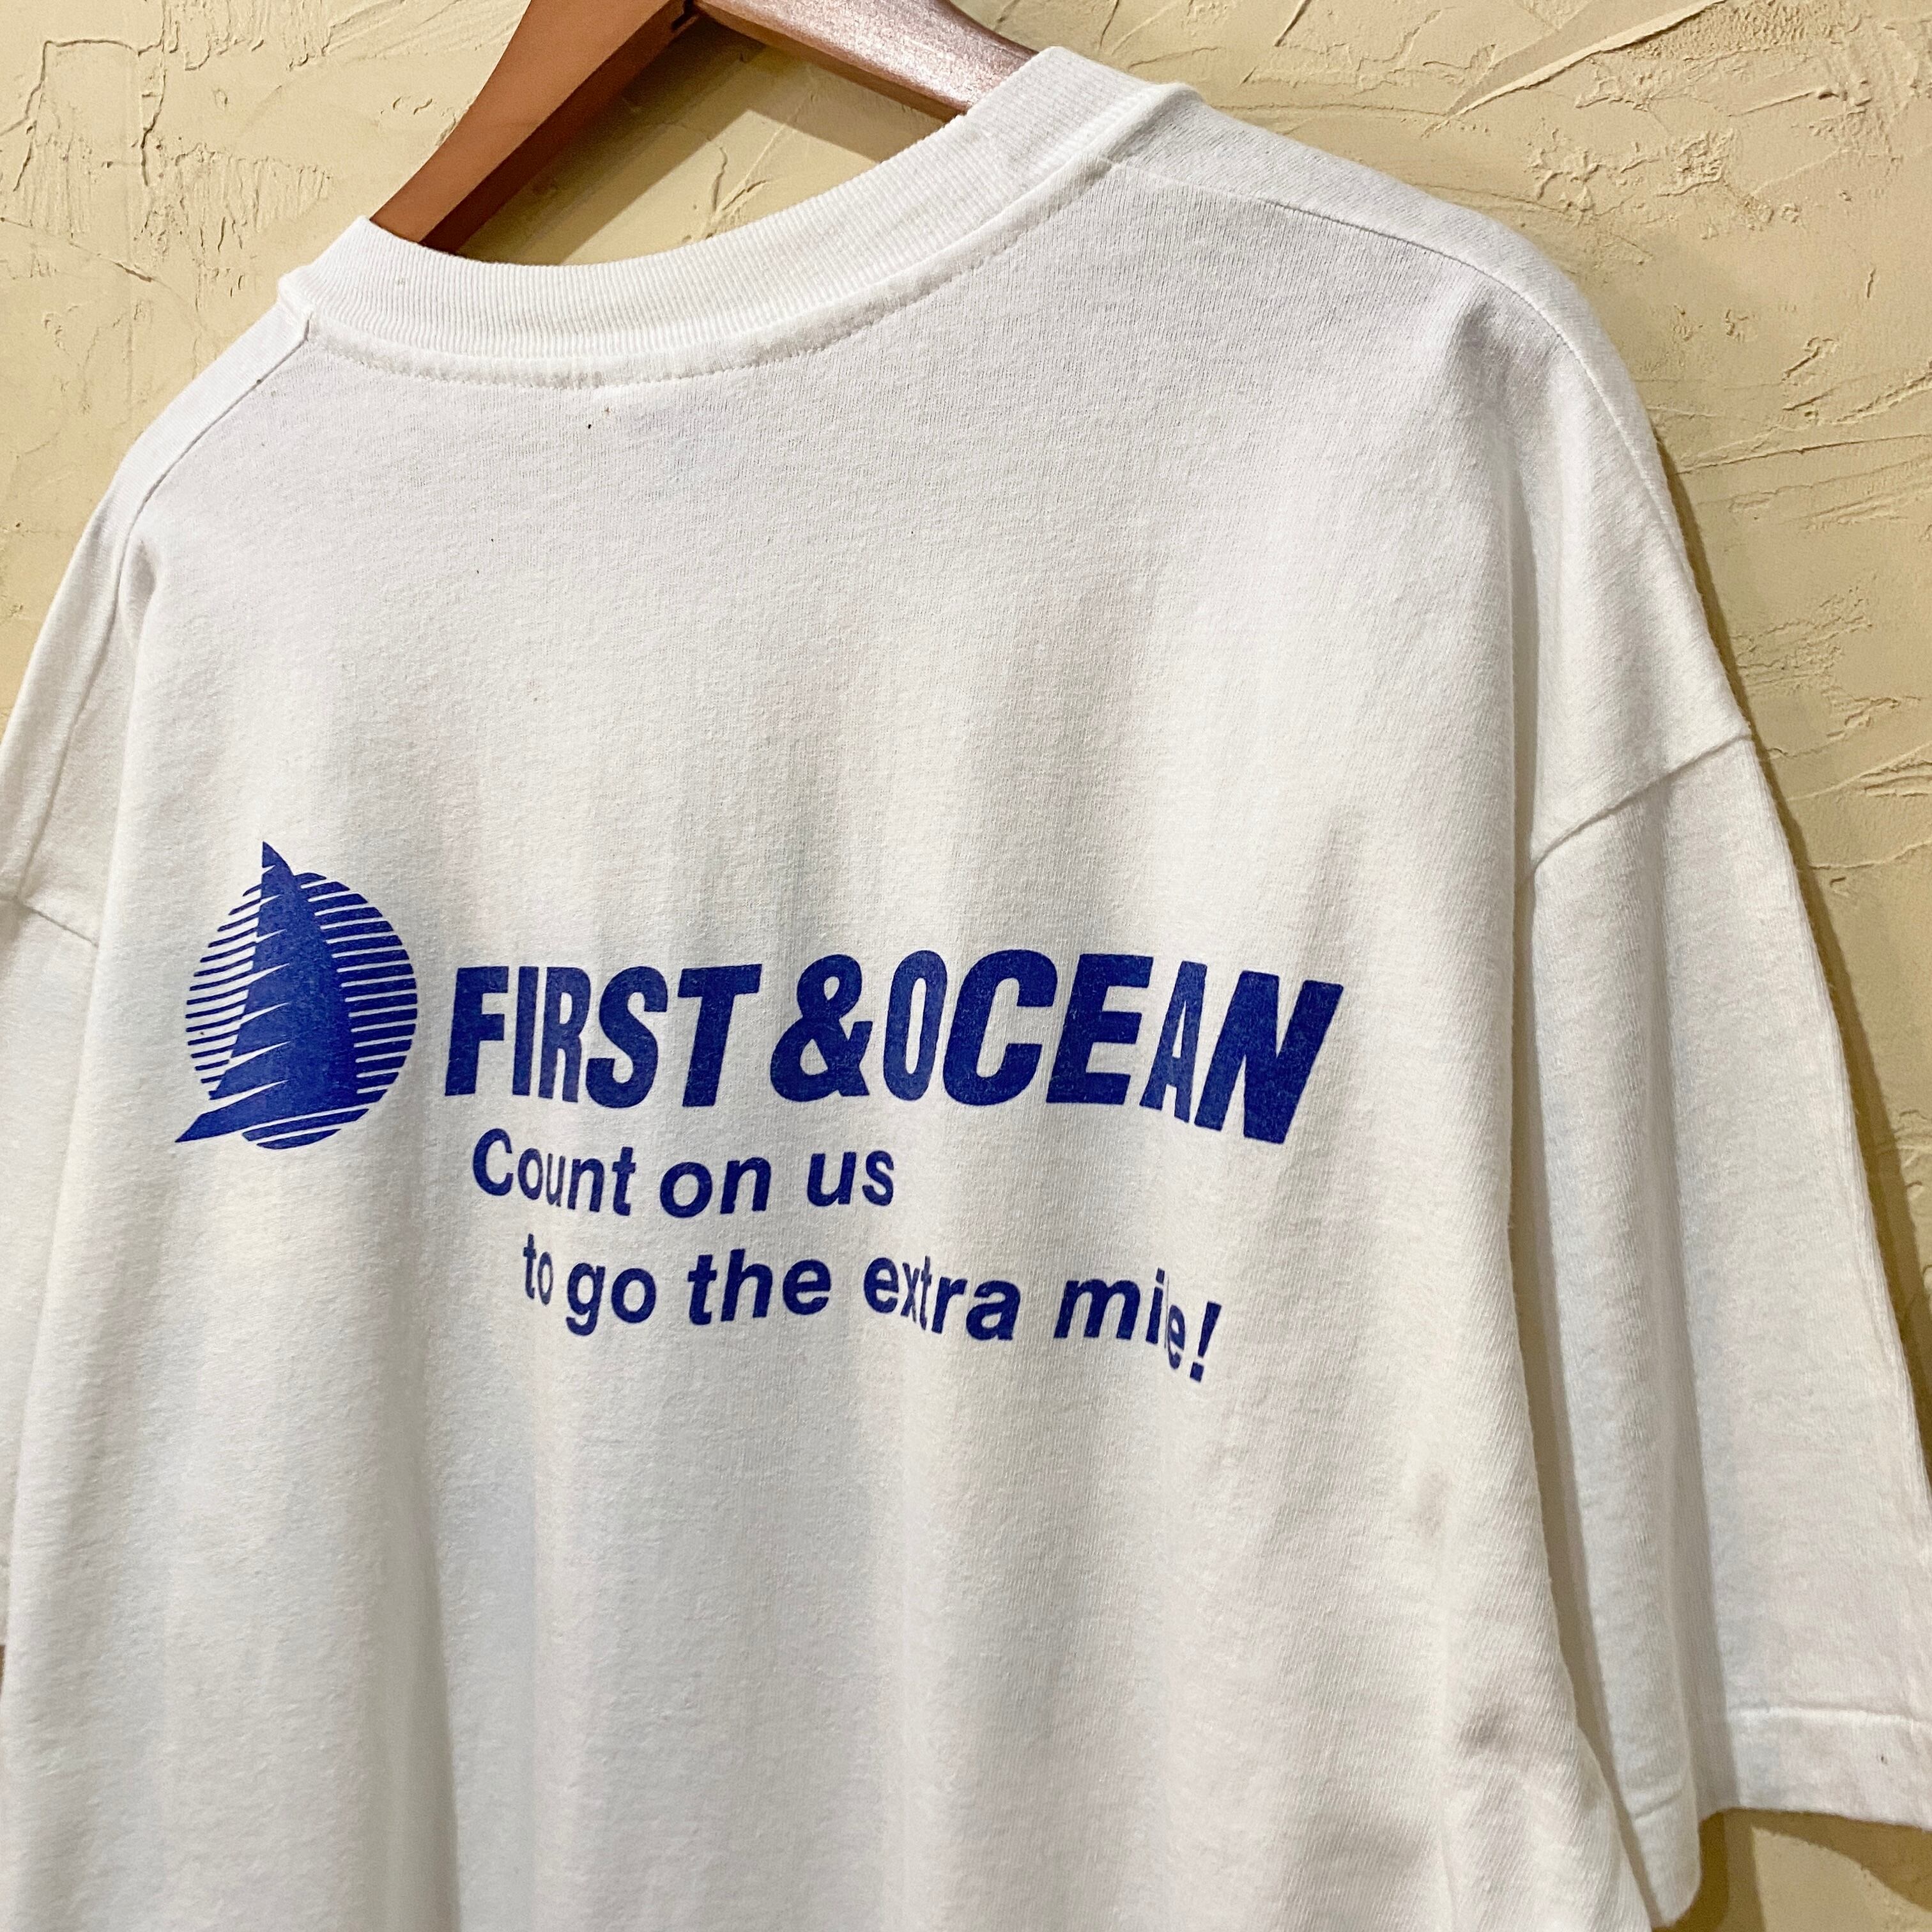 FIRST & OCEAN
Count on us
to go the extra mile!